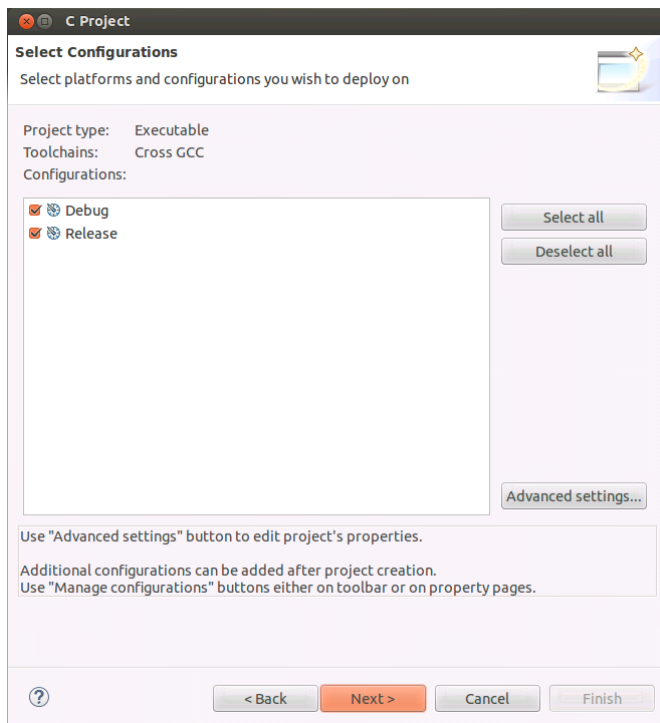 C Project
Select Configurations
Select platforms and configurations you wish to deploy on
Project type: Executable
Toolchains: Cross GCC
Configurations:
Debug
Release
Select all
Deselect all
Advanced settings...
Use "Advanced settings" button to edit project's properties.
Additional configurations can be added after project creation.
Use "Manage configurations" buttons either on toolbar or on property pages.
? < Back Next > Cancel Finish